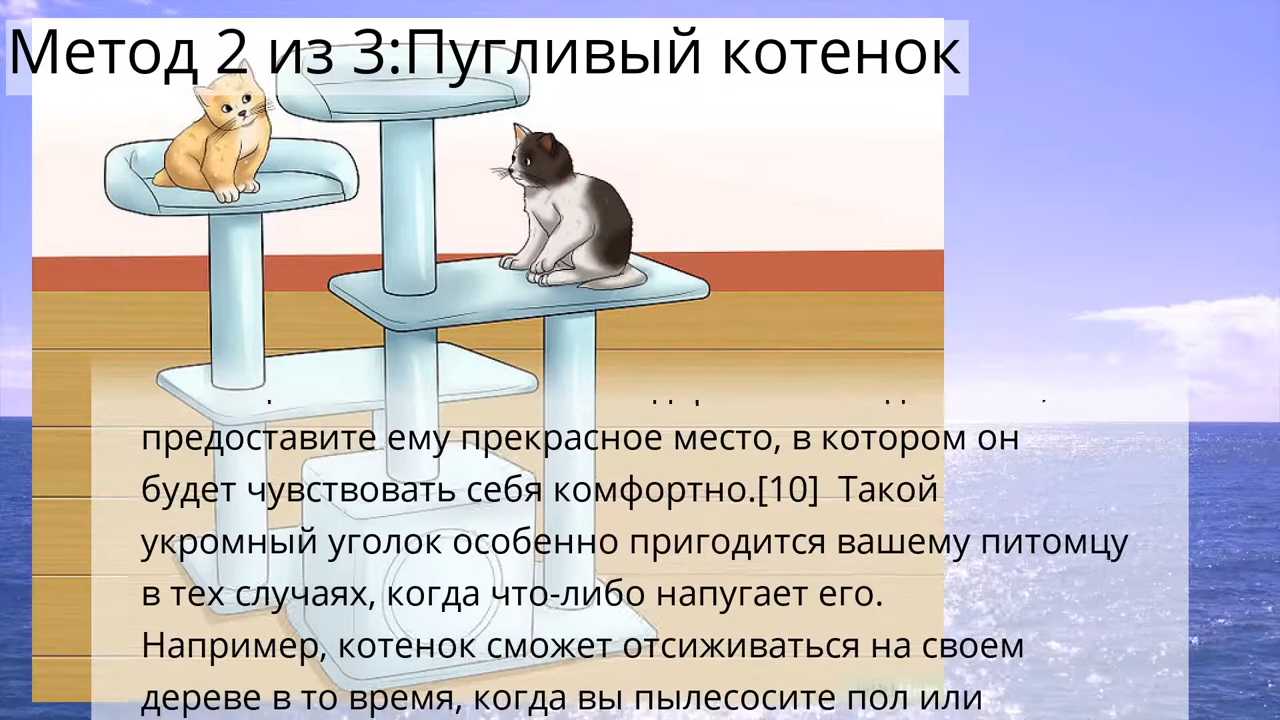 Метод 2 из 3:Пугливый котенок
предоставите ему прекрасное место, в котором он
будет чувствовать себя комфортно.[10]  Такой
укромный уголок особенно пригодится вашему питомцу
в тех случаях, когда что-либо напугает его.
Например, котенок сможет отсиживаться на своем
дереве в то время, когда вы пылесосите пол или